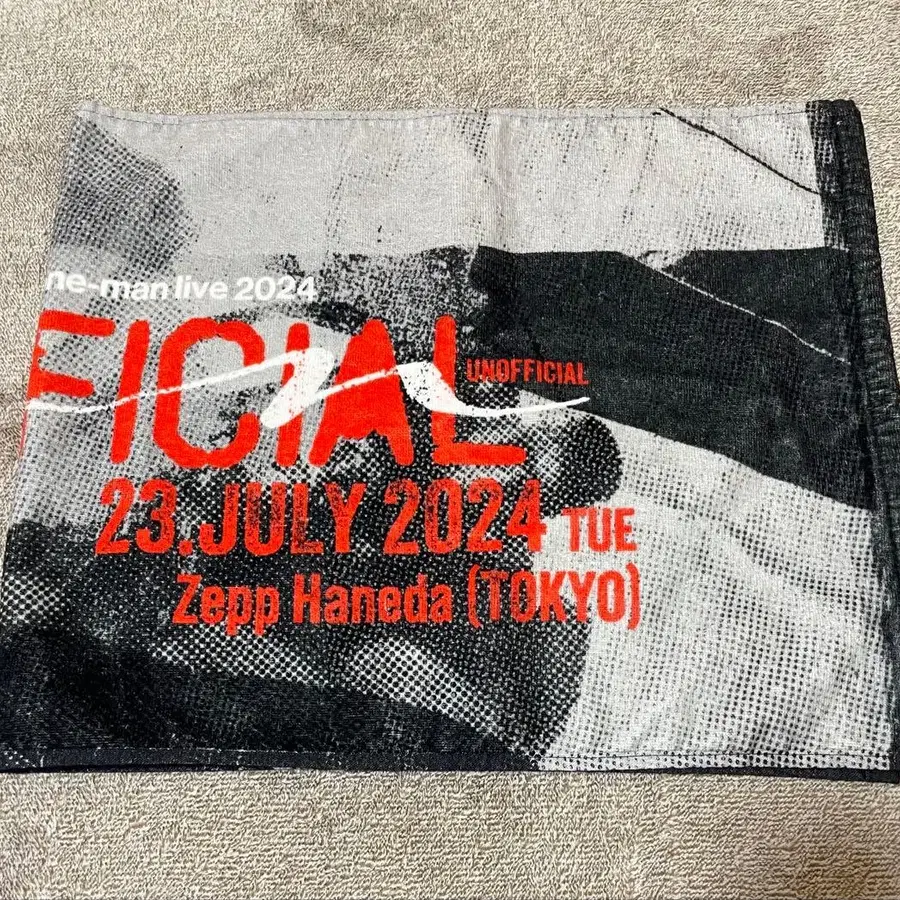 ne-man live 2024
FICIAL
UNOFFICIAL
23.JULY 2024 TUE
Zepp Haneda (TOKYO)